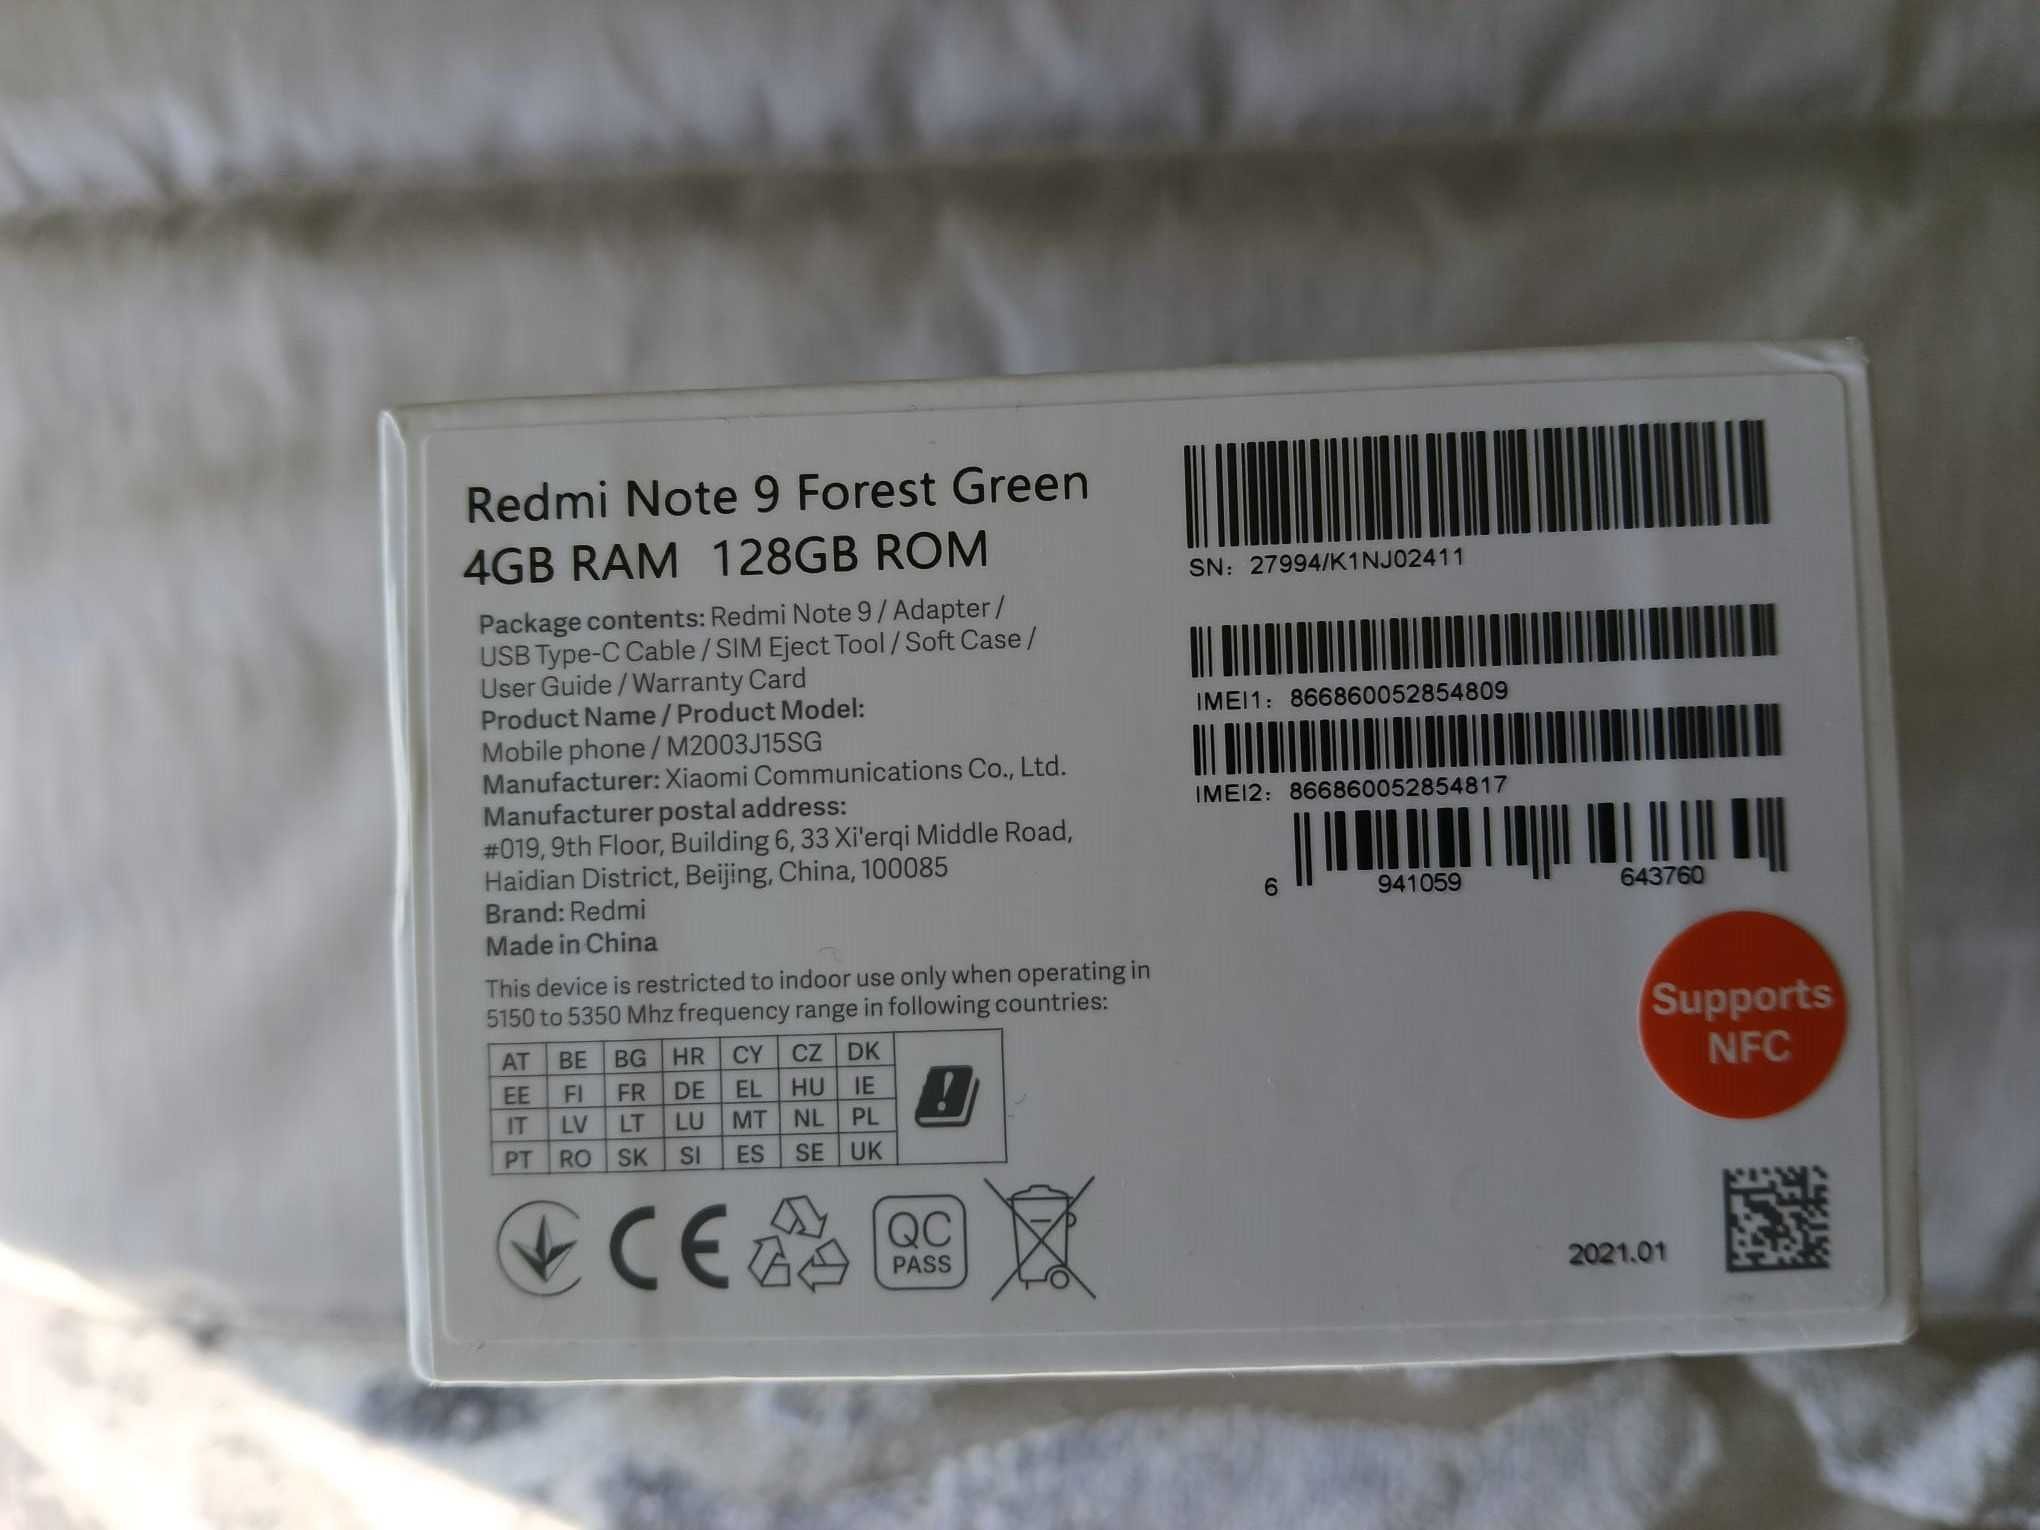 Redmi Note 9 Forest Green
4GB RAM 128GB ROM
Package contents: Redmi Note 9 / Adapter /
USB Type-C Cable / SIM Eject Tool / Soft Case /
User Guide / Warranty Card
Product Name / Product Model:
Mobile phone / M2003J15SG
Manufacturer: Xiaomi Communications Co., Ltd.
Manufacturer postal address:
#019, 9th Floor, Building 6, 33 Xi'erqi Middle Road,
Haidian District, Beijing, China, 100085
Brand: Redmi
Made in China
This device is restricted to indoor use only when operating in
5150 to 5350 Mhz frequency range in following countries:
AT BE BG HR CY CZ DK
EE FI FR DE EL HU IE
IT LV LT LU MT NL PL
PT RO SK SI ES SE UK
CE
QC
PASS
SN: 27994/K1NJ02411
IMEI1: 866860052854809
IMEI2: 866860052854817
6 941059 643760
Supports
NFC
2021.01